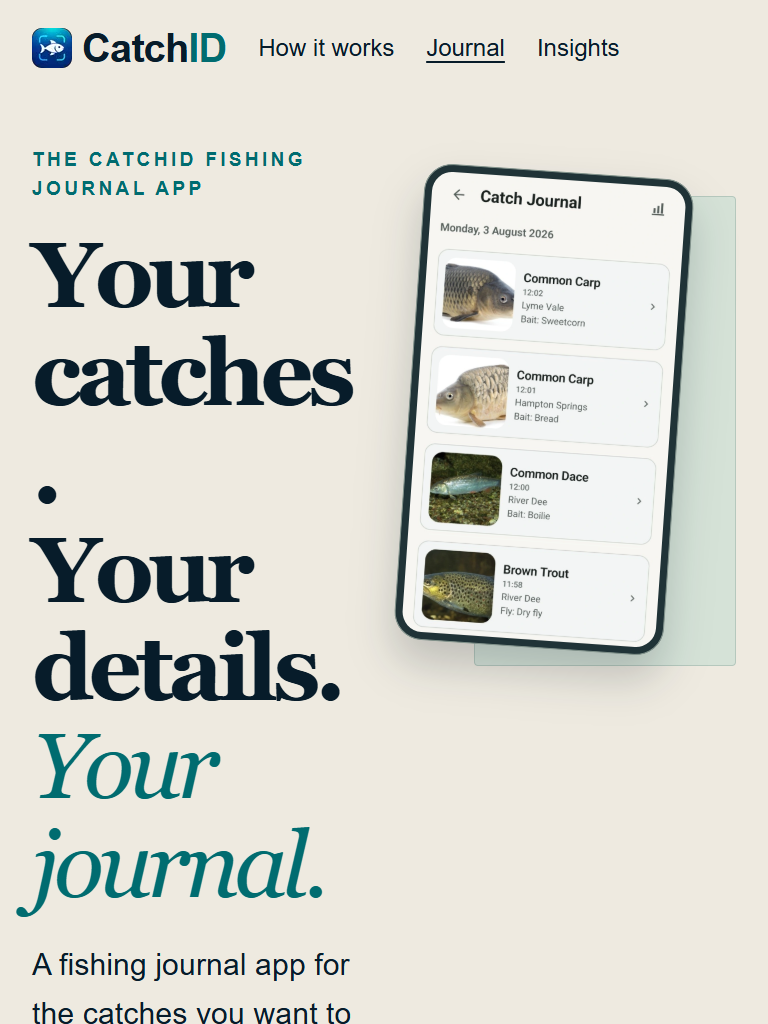 CatchID
How it works
Journal
Insights
THE CATCHID FISHING
JOURNAL APP
Your
catches
.
Your
details.
Your
journal.
A fishing journal app for
the catches you want to
Catch Journal
Monday, 3 August 2026
Common Carp
12:02
Lyme Vale
Bait: Sweetcorn
Common Carp
12:01
Hampton Springs
Bait: Bread
Common Dace
12:00
River Dee
Bait: Boilie
Brown Trout
11:58
River Dee
Fly: Dry fly